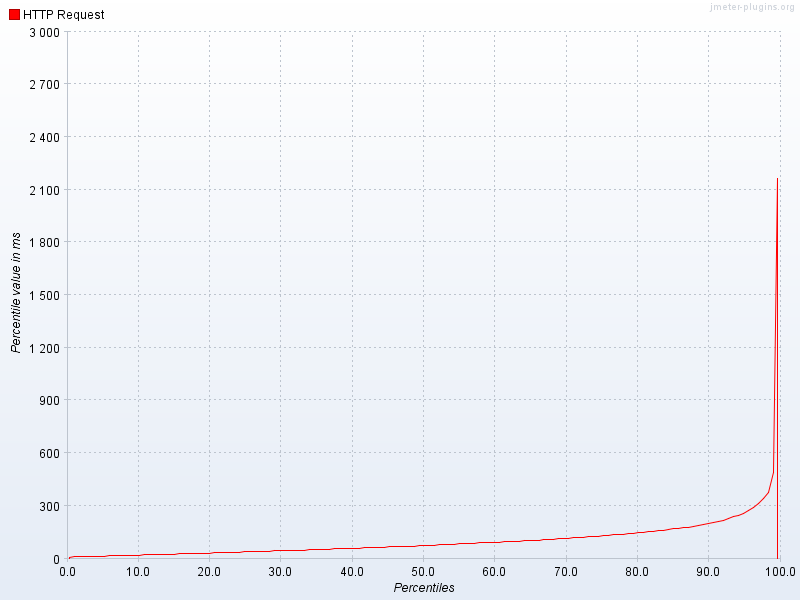 jmeter-plugins.org
HTTP Request
3 000
2 700
2 400
2 100
1 800
1 500
1 200
900
600
300
0
Percentile value in ms
0.0 10.0 20.0 30.0 40.0 50.0 60.0 70.0 80.0 90.0 100.0
Percentiles